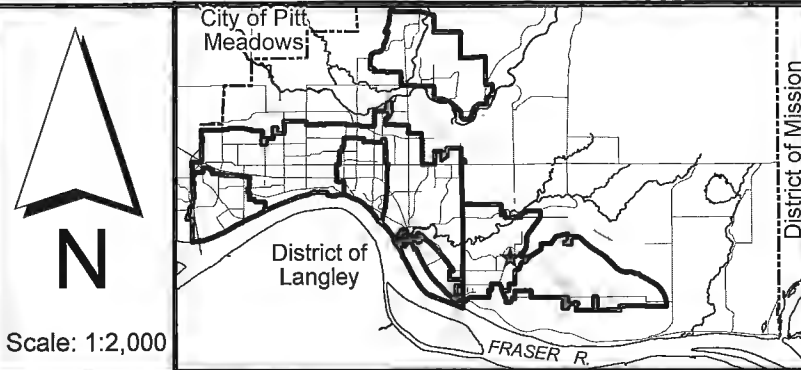 City of Pitt
Meadows
District of Mission
District of
Langley
N
Scale: 1:2,000
FRASER R.